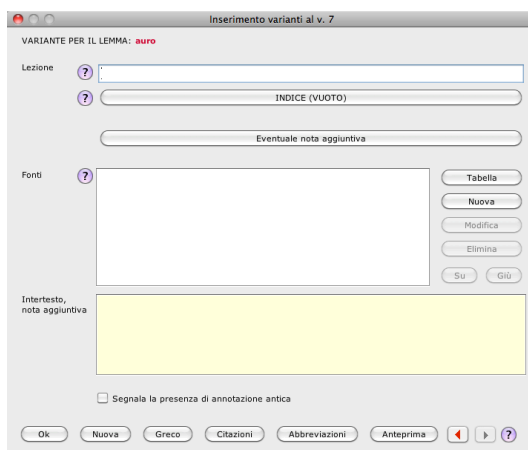 Inserimento varianti al v. 7
VARIANTE PER IL LEMMA: auro
Lezione ?
? INDICE (VUOTO)
Eventuale nota aggiuntiva
Fonti ? Tabella
Nuova
Modifica
Elimina
Su Giù
Intertesto,
nota aggiuntiva
Segnala la presenza di annotazione antica
Ok Nuova Greco Citazioni Abbreviazioni Anteprima ?